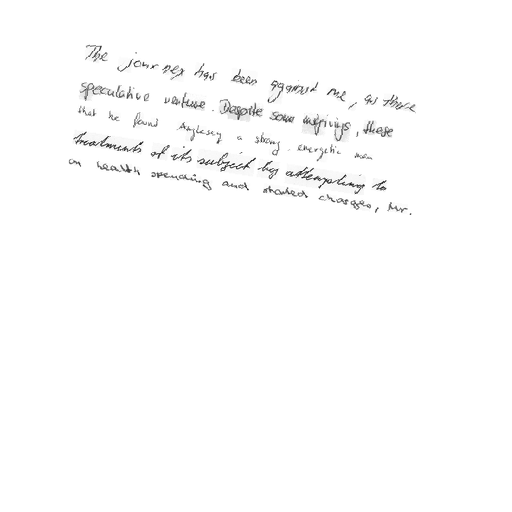 The journey has been against me, as those
speculative venture. Despite some misgivings, these
that he found Anglesey a strong, energetic man
treatments of its subject by attempting to
on health spending and shaded charges, Mr.